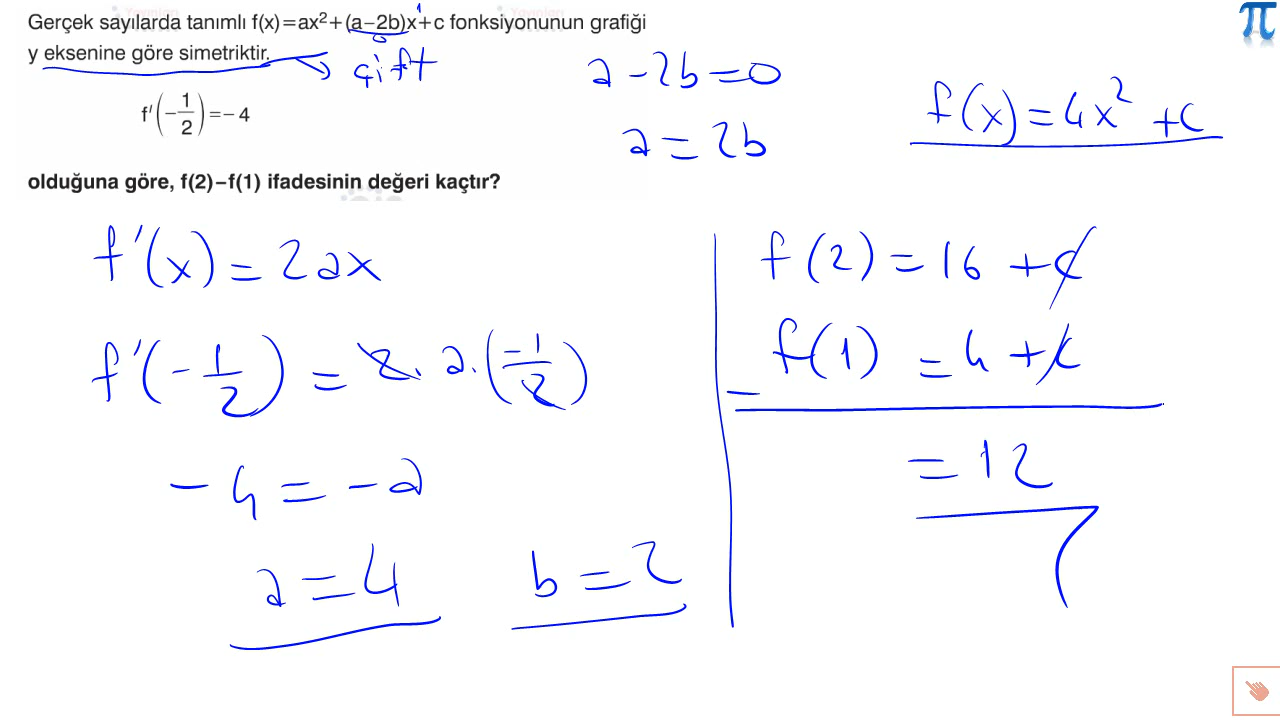 Gerçek sayılarda tanımlı f(x)=ax²+(a−2b)x¹+c fonksiyonunun grafiği
0
y eksenine göre simetriktir.
çift
f'(−1/2)=−4
olduğuna göre, f(2)−f(1) ifadesinin değeri kaçtır?
a−2b=0
a=2b
f(x)=4x²+c
f'(x)=2ax
f'(−1/2)=2.a.(−1/2)
−4=−a
a=4
b=2
f(2)=16+c
f(1)=4+c
−
=12
π